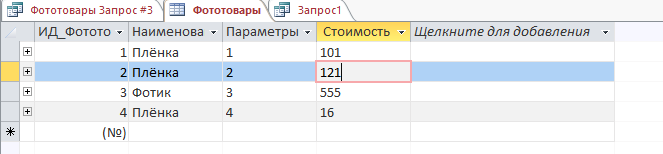 Фототовары Запрос #3 Фототовары Запрос1
ИД_Фотото Наименова Параметры Стоимость Щелкните для добавления
1 Плёнка 1 101
2 Плёнка 2 121
3 Фотик 3 555
4 Плёнка 4 16
(№)